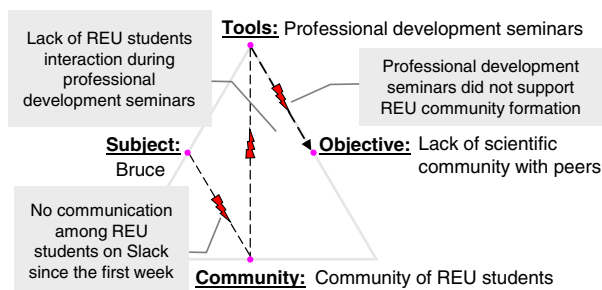 Tools: Professional development seminars
Lack of REU students
interaction during
professional
development seminars
Professional development
seminars did not support
REU community formation
Subject:
Bruce
Objective: Lack of scientific
community with peers
No communication
among REU
students on Slack
since the first week
Community: Community of REU students